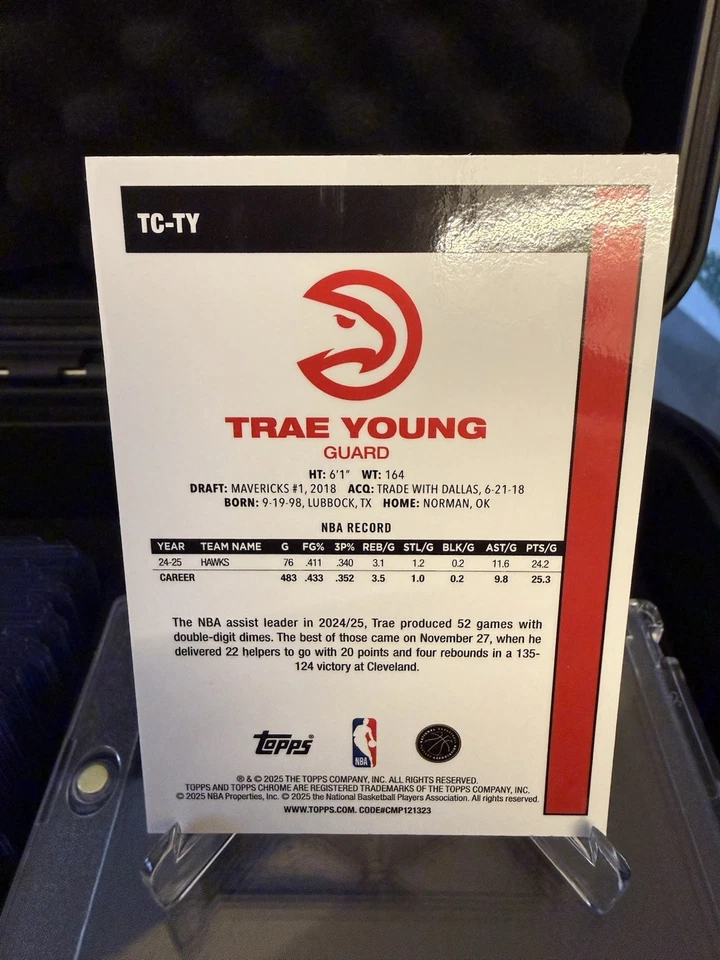 TC-TY
TRAE YOUNG
GUARD
HT: 6'1" WT: 164
DRAFT: MAVERICKS #1, 2018 ACQ: TRADE WITH DALLAS, 6-21-18
BORN: 9-19-98, LUBBOCK, TX HOME: NORMAN, OK
NBA RECORD
YEAR TEAM NAME G FG% 3P% REB/G STL/G BLK/G AST/G PTS/G
24-25 HAWKS 76 .411 .340 3.1 1.2 0.2 11.6 24.2
CAREER 483 .433 .352 3.5 1.0 0.2 9.8 25.3
The NBA assist leader in 2024/25, Trae produced 52 games with
double-digit dimes. The best of those came on November 27, when he
delivered 22 helpers to go with 20 points and four rebounds in a 135-
124 victory at Cleveland.
topps®
NBA
® & © 2025 THE TOPPS COMPANY, INC. ALL RIGHTS RESERVED.
TOPPS AND TOPPS CHROME ARE REGISTERED TRADEMARKS OF THE TOPPS COMPANY, INC.
© 2025 NBA Properties, Inc. © 2025 the National Basketball Players Association. All rights reserved.
WWW.TOPPS.COM. CODE#CMP121323